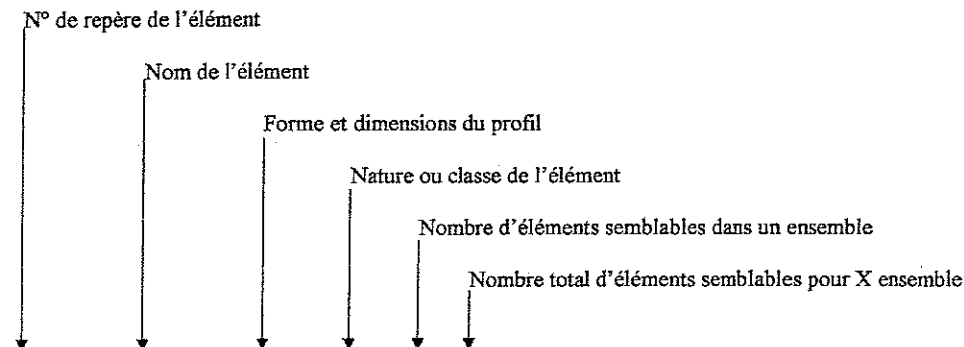 N° de repère de l'élément
Nom de l'élément
Forme et dimensions du profil
Nature ou classe de l'élément
Nombre d'éléments semblables dans un ensemble
Nombre total d'éléments semblables pour X ensemble